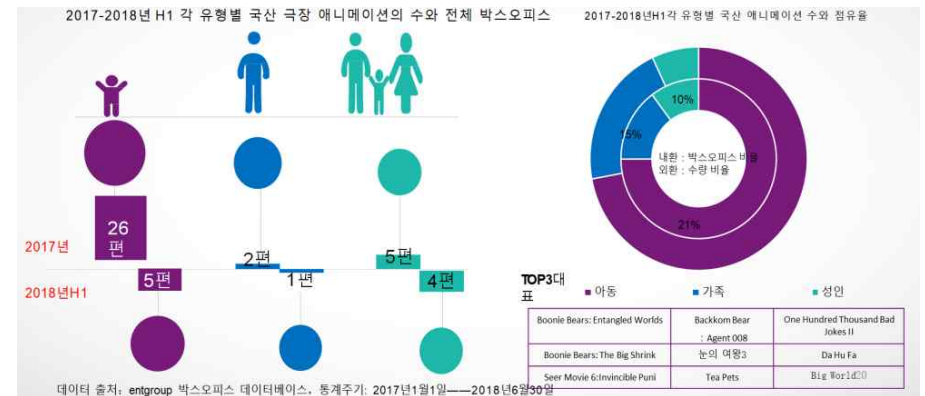 2017-2018년 H1 각 유형별 국산 극장 애니메이션의 수와 전체 박스오피스
26
편
2017년
2편
5편
5편
1편
4편
2018년H1
데이터 출처: entgroup 박스오피스 데이터베이스, 통계주기: 2017년1월1일——2018년6월30일
2017-2018년H1각 유형별 국산 애니메이션 수와 점유율
10%
15%
내환 : 박스오피스 비율
외환 : 수량 비율
21%
TOP3대
표
아동
가족
성인
Boonie Bears: Entangled Worlds
Backkom Bear
: Agent 008
One Hundred Thousand Bad
Jokes II
Boonie Bears: The Big Shrink
눈의 여왕3
Da Hu Fa
Seer Movie 6:Invincible Puni
Tea Pets
Big World20